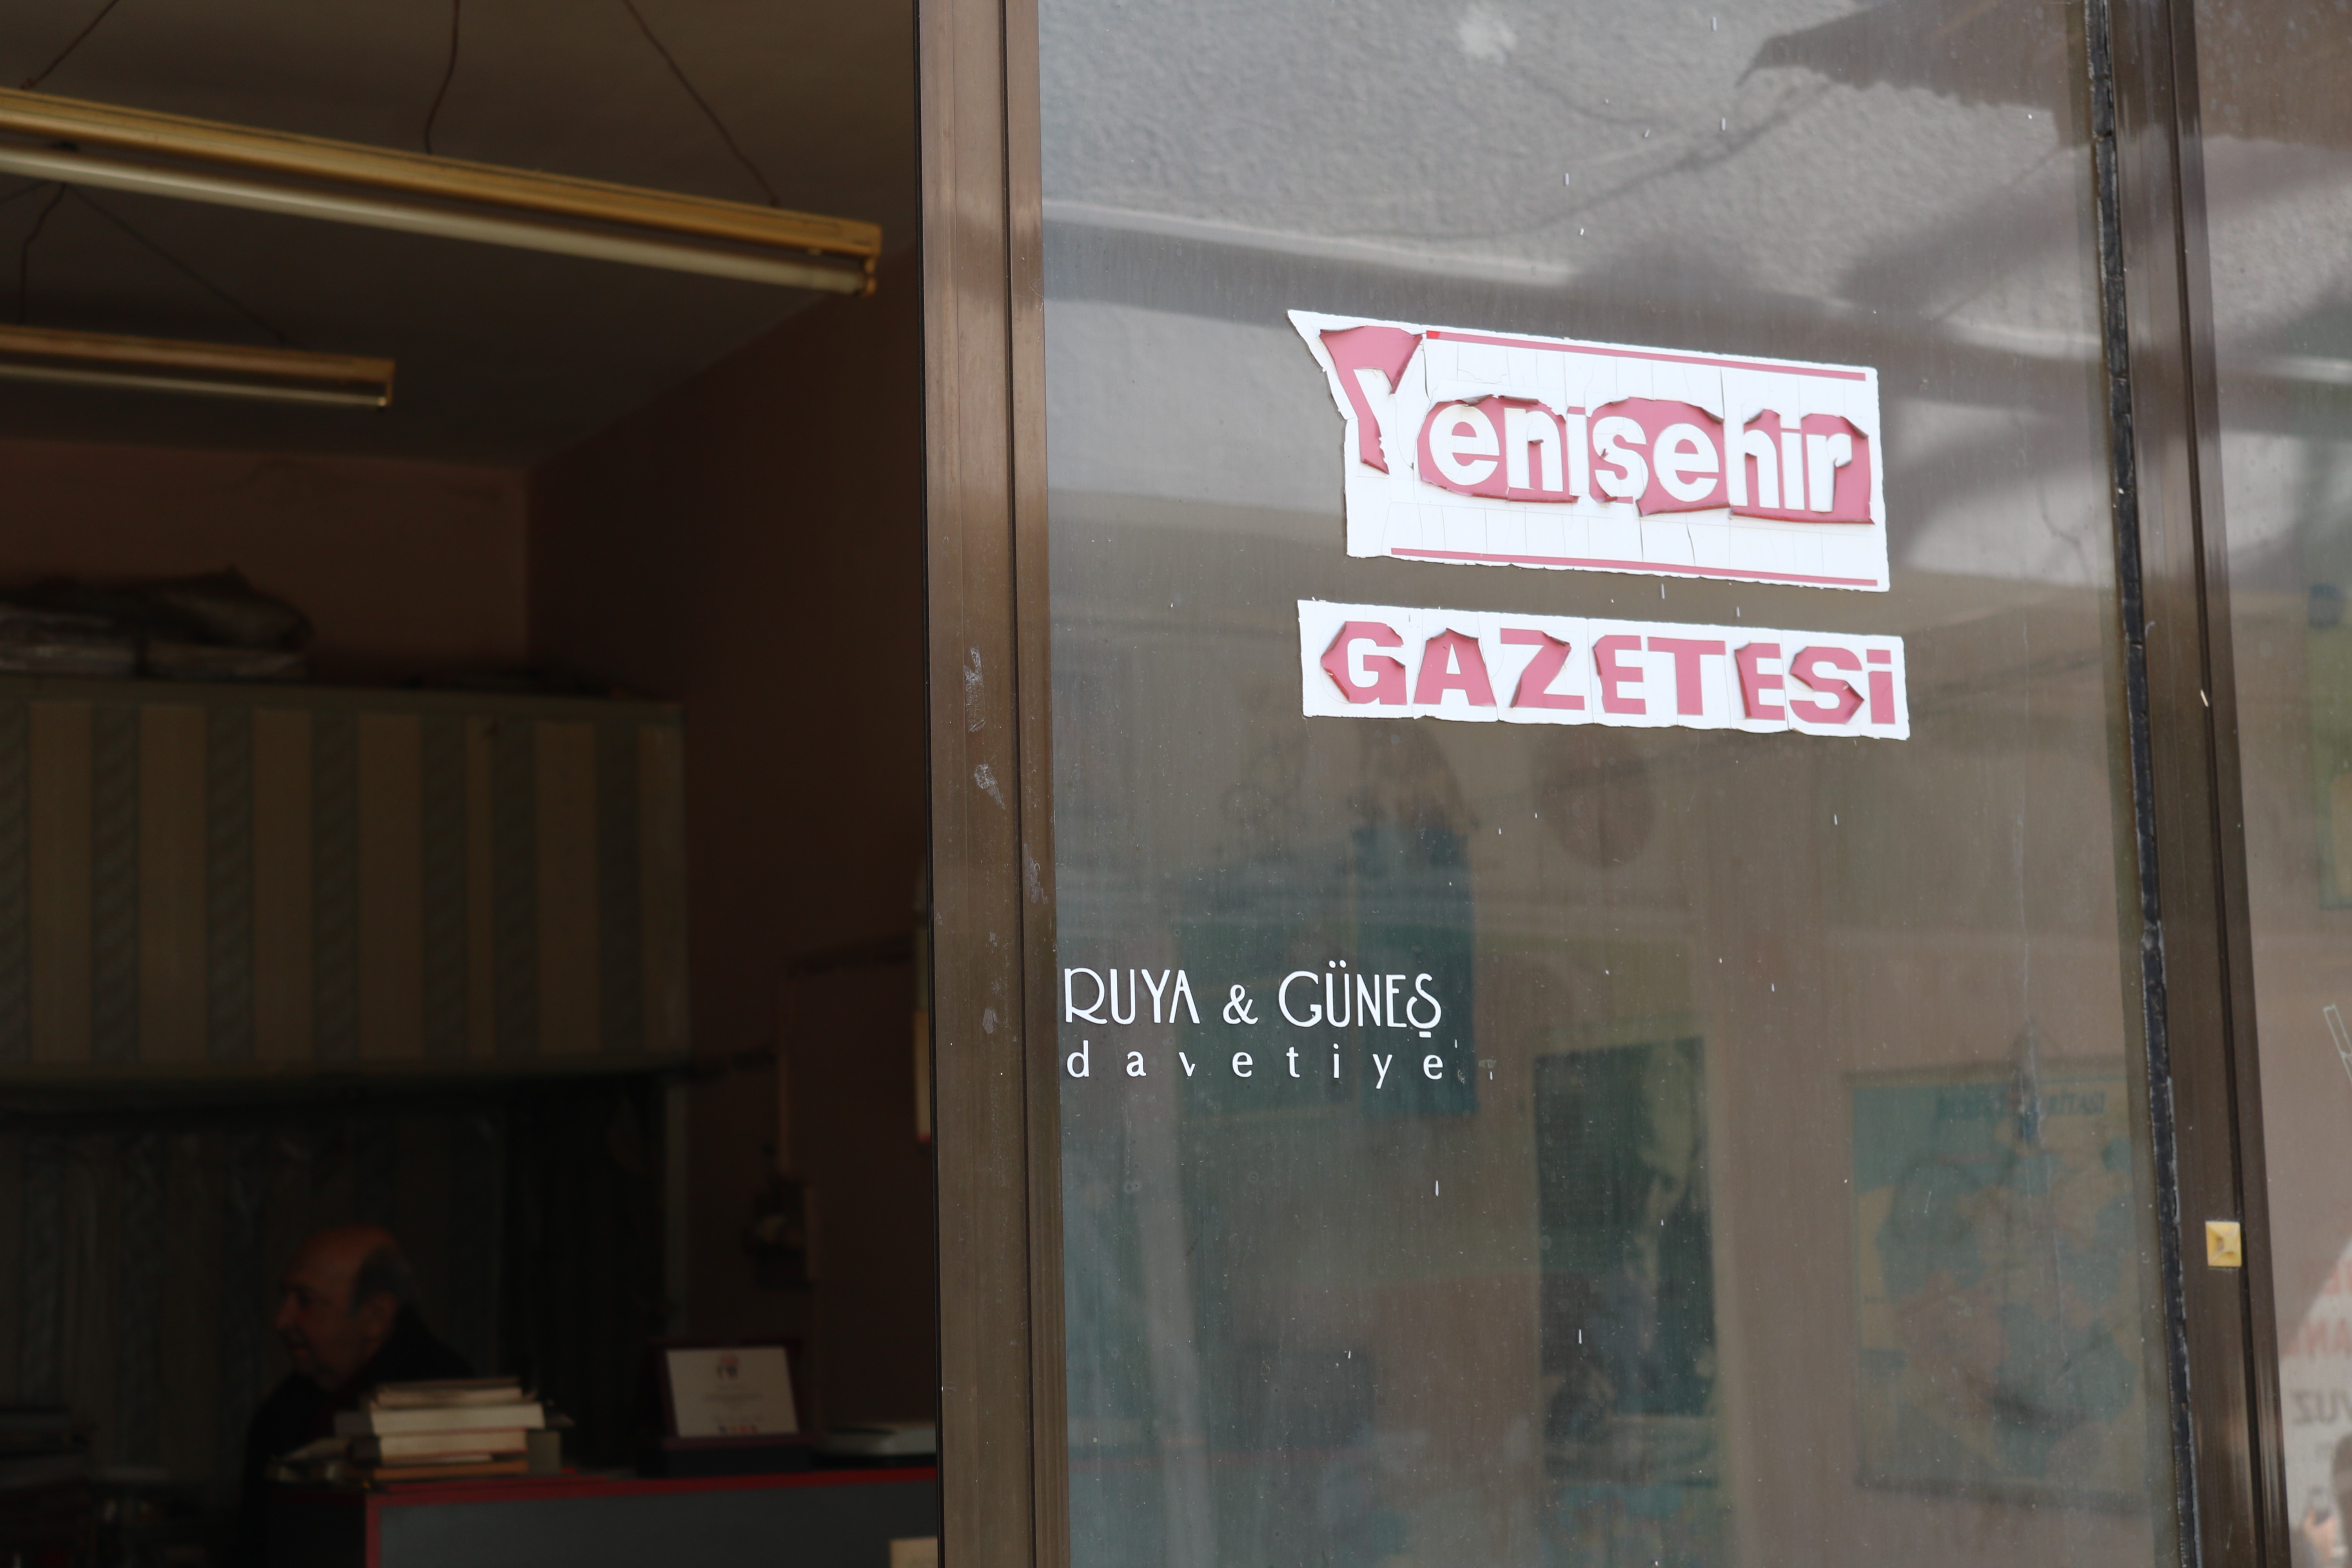 Yenişehir
GAZETESİ
RUYA & GÜNEŞ
davetiye